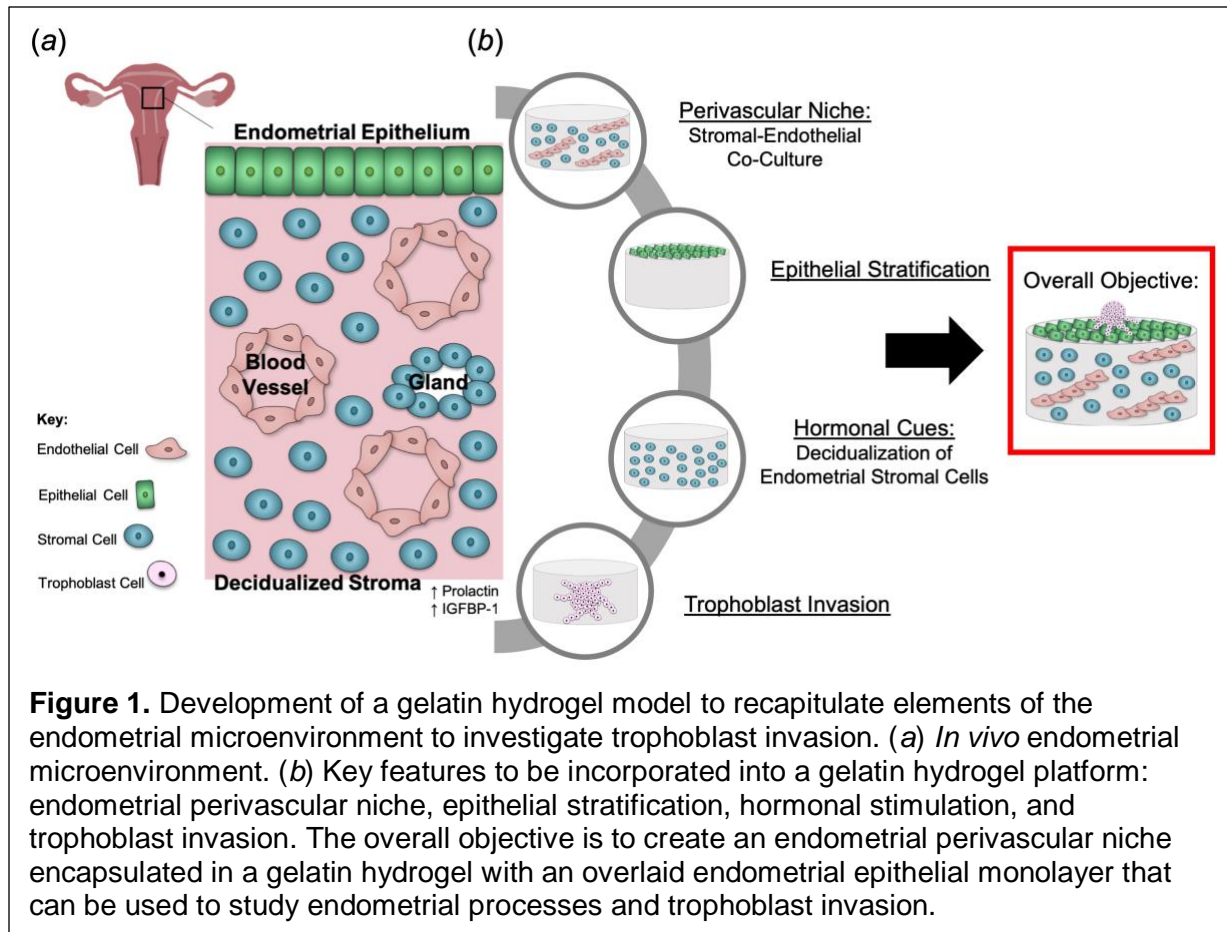 (a)
Endometrial Epithelium
Blood
Vessel
Gland
Key:
Endothelial Cell
Epithelial Cell
Stromal Cell
Trophoblast Cell
Decidualized Stroma
↑ Prolactin
↑ IGFBP-1
(b)
Perivascular Niche:
Stromal-Endothelial
Co-Culture
Epithelial Stratification
Hormonal Cues:
Decidualization of
Endometrial Stromal Cells
Trophoblast Invasion
Overall Objective:
Figure 1. Development of a gelatin hydrogel model to recapitulate elements of the
endometrial microenvironment to investigate trophoblast invasion. (a) In vivo endometrial
microenvironment. (b) Key features to be incorporated into a gelatin hydrogel platform:
endometrial perivascular niche, epithelial stratification, hormonal stimulation, and
trophoblast invasion. The overall objective is to create an endometrial perivascular niche
encapsulated in a gelatin hydrogel with an overlaid endometrial epithelial monolayer that
can be used to study endometrial processes and trophoblast invasion.